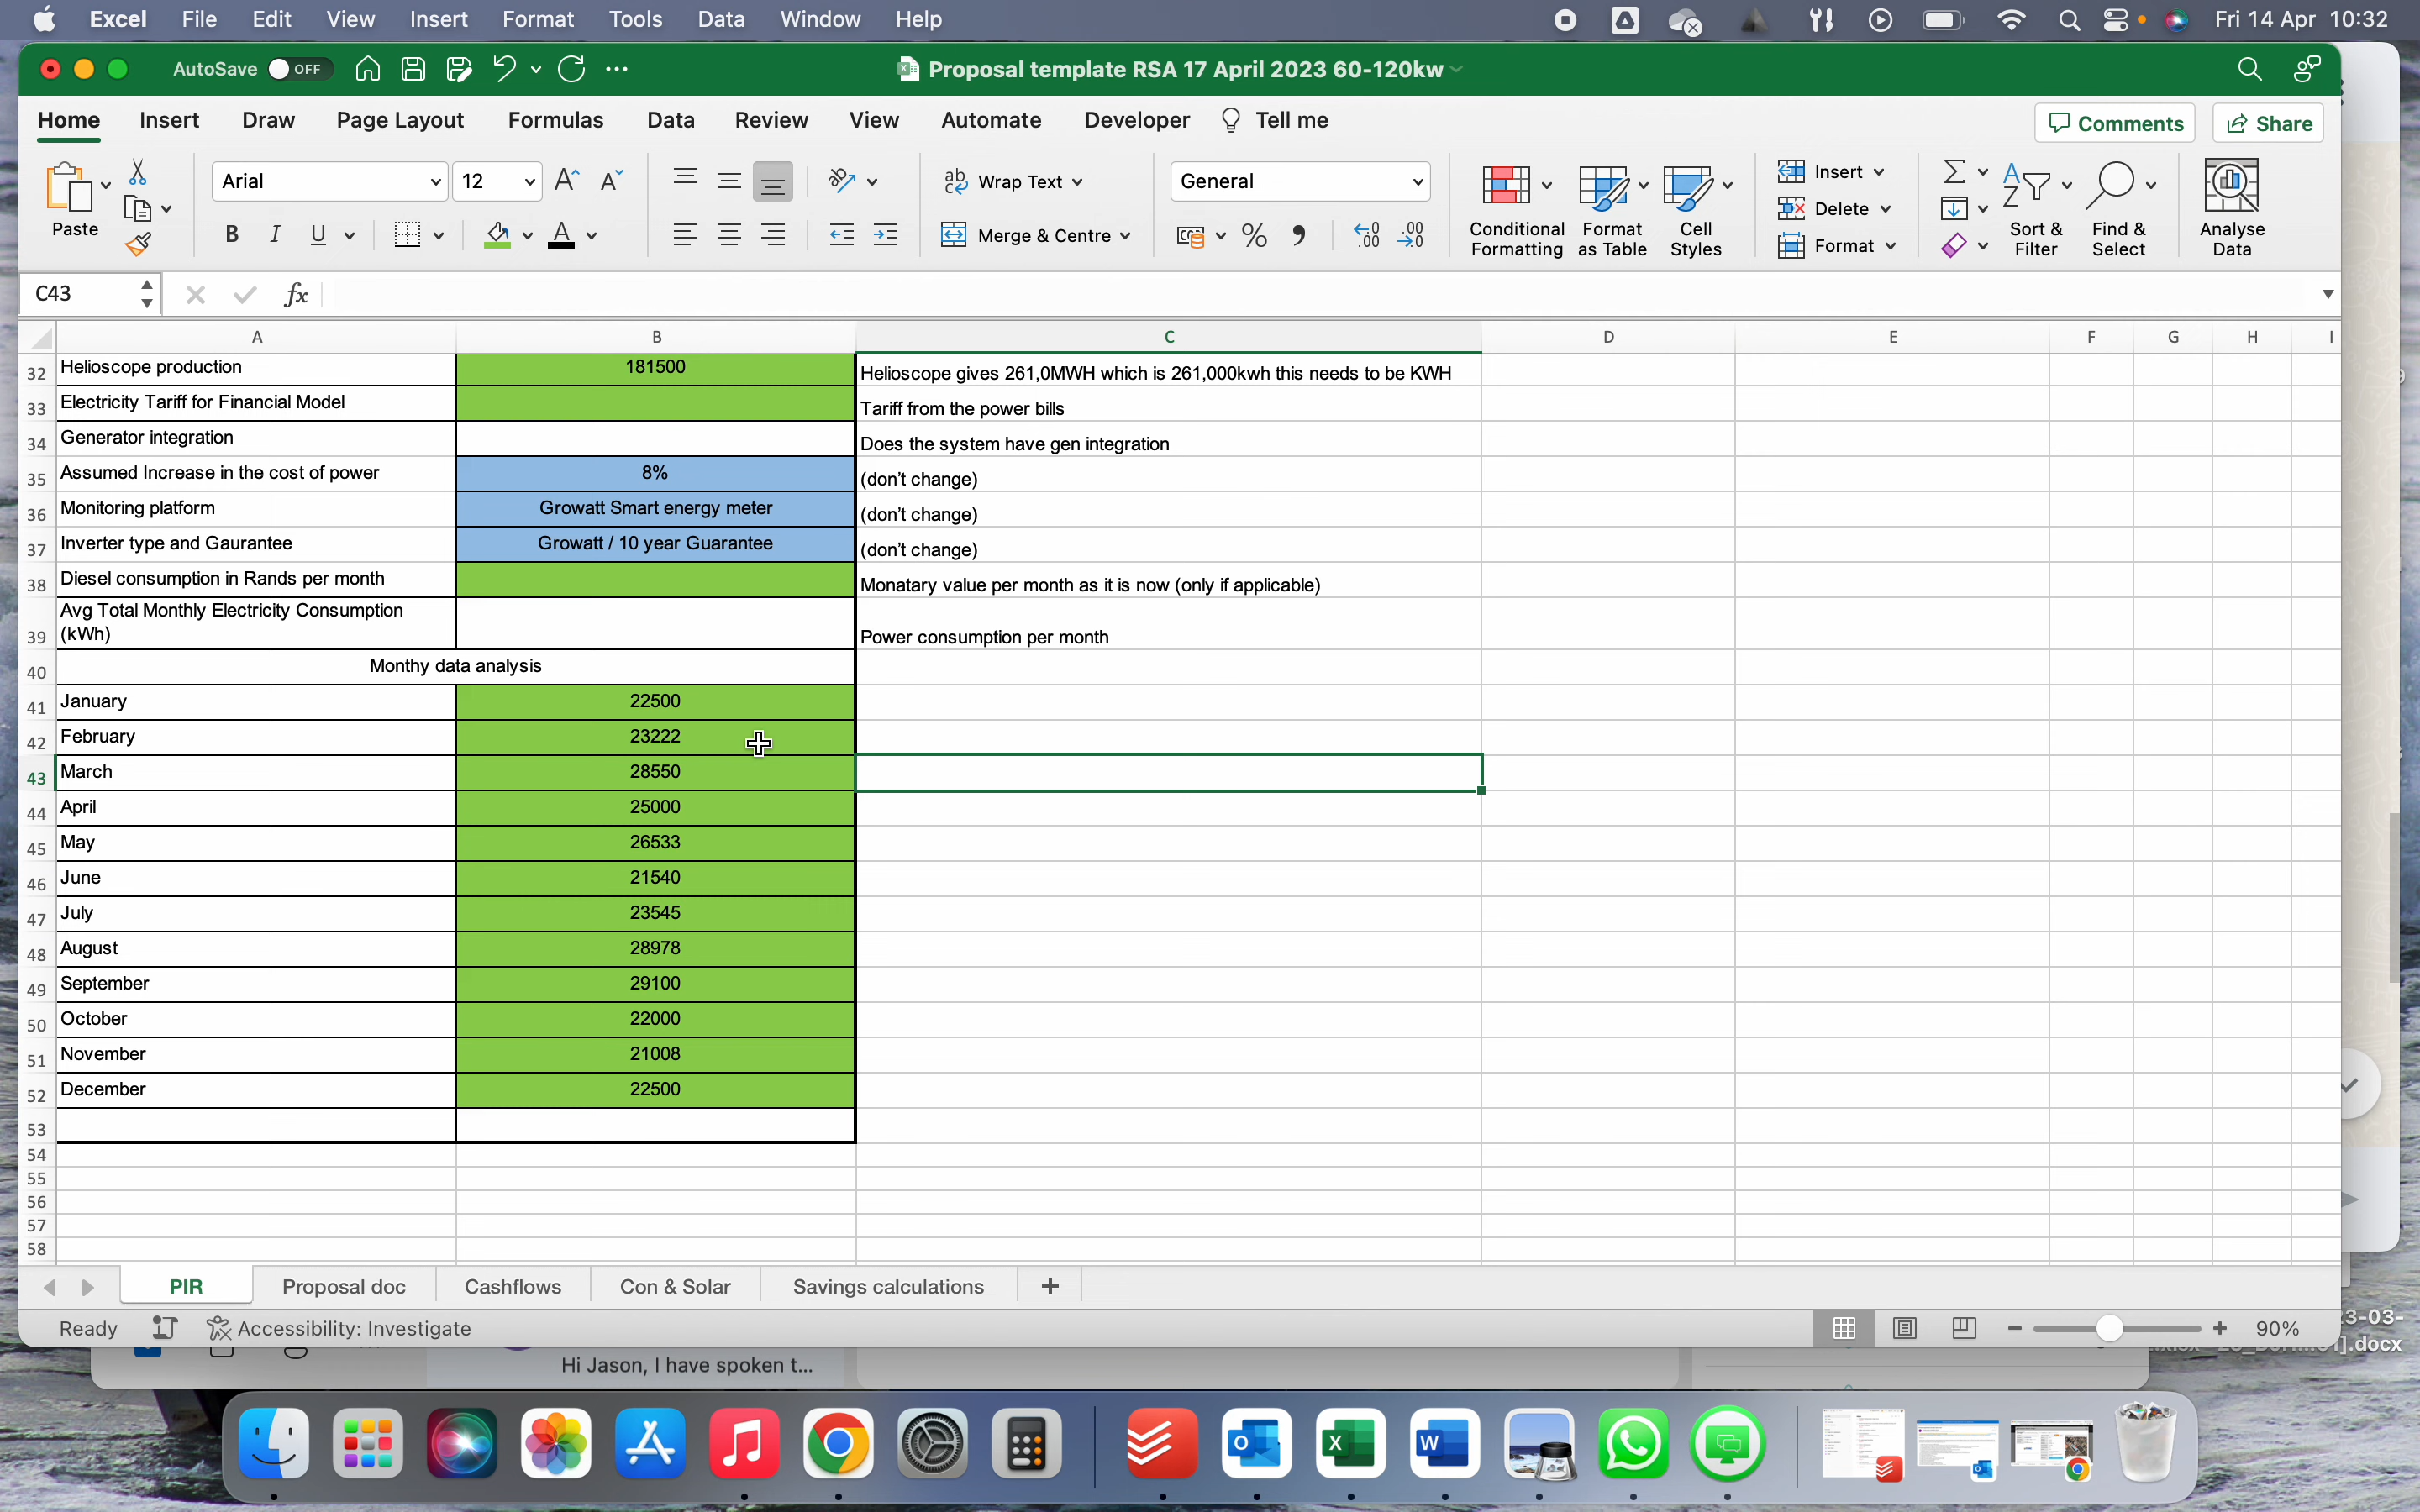 Excel File Edit View Insert Format Tools Data Window Help Fri 14 Apr 10:32
AutoSave OFF Proposal template RSA 17 April 2023 60-120kw
Home Insert Draw Page Layout Formulas Data Review View Automate Developer Tell me Comments Share
Paste
Arial 12
B I U
Wrap Text
Merge & Centre
General
Conditional Formatting
Format as Table
Cell Styles
Insert
Delete
Format
Sort & Filter
Find & Select
Analyse Data
C43 fx
A B C D E F G H I
32 Helioscope production 181500 Helioscope gives 261,0MWH which is 261,000kwh this needs to be KWH
33 Electricity Tariff for Financial Model Tariff from the power bills
34 Generator integration Does the system have gen integration
35 Assumed Increase in the cost of power 8% (don't change)
36 Monitoring platform Growatt Smart energy meter (don't change)
37 Inverter type and Gaurantee Growatt / 10 year Guarantee (don't change)
38 Diesel consumption in Rands per month Monatary value per month as it is now (only if applicable)
Avg Total Monthly Electricity Consumption
39 (kWh) Power consumption per month
40 Monthy data analysis
41 January 22500
42 February 23222
43 March 28550
44 April 25000
45 May 26533
46 June 21540
47 July 23545
48 August 28978
49 September 29100
50 October 22000
51 November 21008
52 December 22500
53
54
55
56
57
58
PIR Proposal doc Cashflows Con & Solar Savings calculations +
Ready Accessibility: Investigate 90%
Hi Jason, I have spoken t...